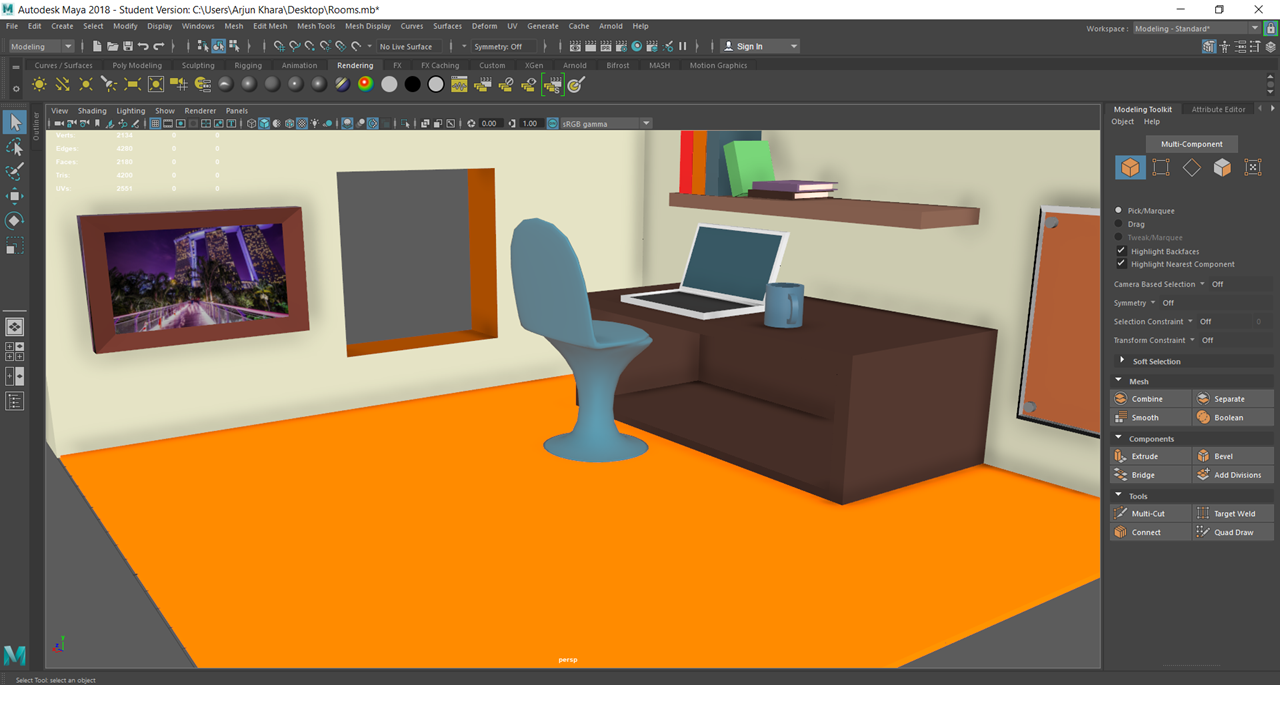 Autodesk Maya 2018 - Student Version: C:\Users\Arjun Khara\Desktop\Rooms.mb*
File Edit Create Select Modify Display Windows Mesh Edit Mesh Mesh Tools Mesh Display Curves Surfaces Deform UV Generate Cache Arnold Help
Workspace : Modeling - Standard*
Modeling No Live Surface Symmetry: Off Sign In
Curves / Surfaces Poly Modeling Sculpting Rigging Animation Rendering FX FX Caching Custom XGen Arnold Bifrost MASH Motion Graphics
View Shading Lighting Show Renderer Panels
Modeling Toolkit Attribute Editor
Outliner
0.00 1.00 sRGB gamma
Object Help
Verts: 2134 0 0
Edges: 4280 0 0
Faces: 2180 0 0
Tris: 4200 0 0
UVs: 2891 0 0
Multi-Component
Pick/Marquee
Drag
Tweak/Marquee
Highlight Backfaces
Highlight Nearest Component
Camera Based Selection Off
Symmetry Off
Selection Constraint Off 0
Transform Constraint Off
Soft Selection
Mesh
Combine Separate
Smooth Boolean
Components
Extrude Bevel
Bridge Add Divisions
Tools
Multi-Cut Target Weld
Connect Quad Draw
persp
Select Tool: select an object